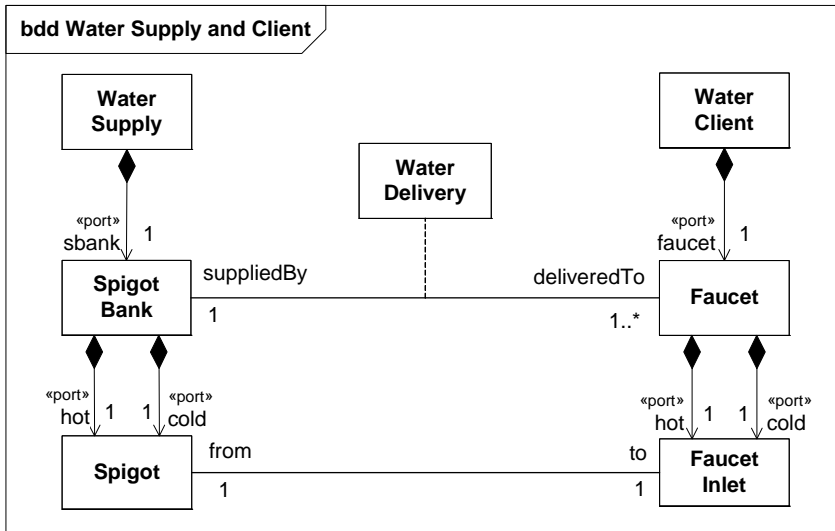 bdd Water Supply and Client
Water
Supply
Water
Client
Water
Delivery
«port»
sbank
1
«port»
faucet
1
Spigot
Bank
suppliedBy
1
deliveredTo
1..*
Faucet
«port»
hot
1
1
«port»
cold
«port»
hot
1
1
«port»
cold
Spigot
from
1
to
1
Faucet
Inlet